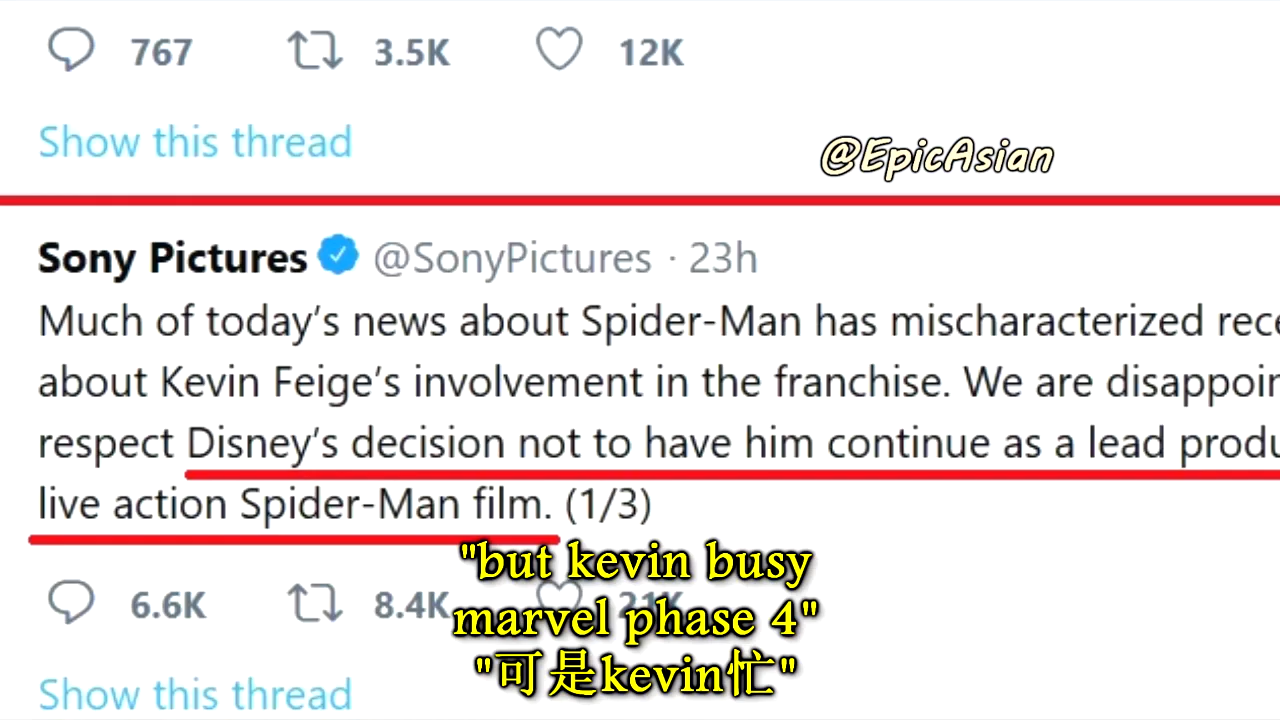 767 3.5K 12K
Show this thread
@EpicAsian
Sony Pictures @SonyPictures · 23h
Much of today's news about Spider-Man has mischaracterized
about Kevin Feige's involvement in the franchise. We are
respect Disney's decision not to have him continue as a lead
live action Spider-Man film. (1/3)
6.6K 8.4K 21K
"but kevin busy
marvel phase 4"
"可是kevin忙"
Show this thread